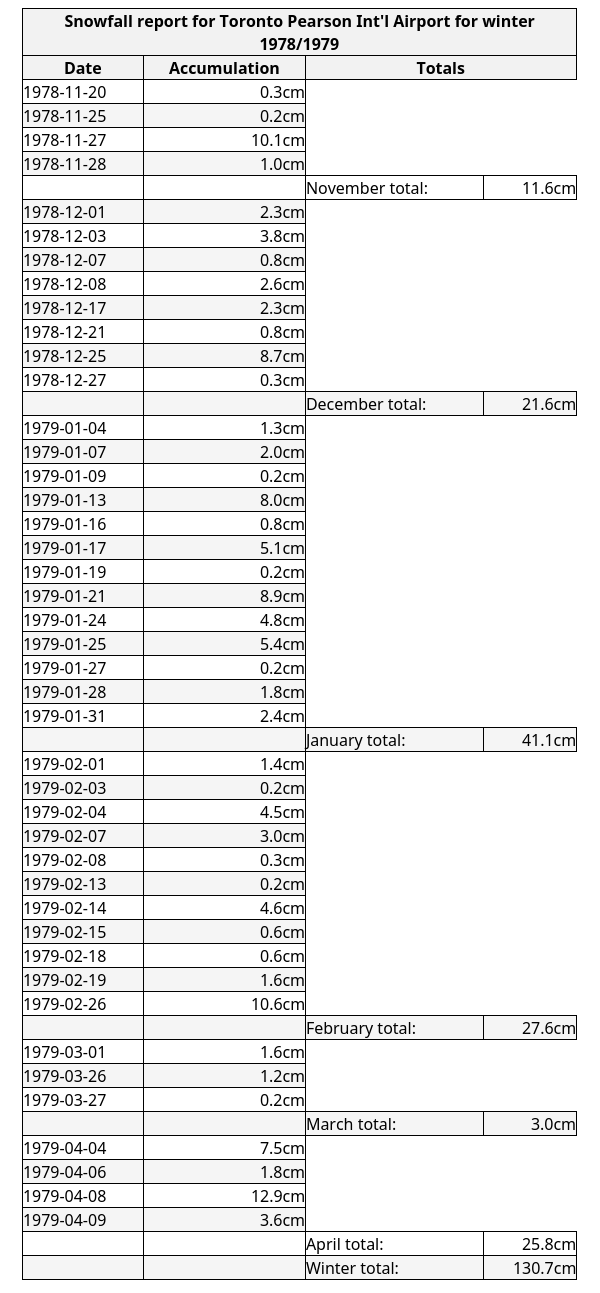 Snowfall report for Toronto Pearson Int'l Airport for winter
1978/1979
Date Accumulation Totals
1978-11-20 0.3cm
1978-11-25 0.2cm
1978-11-27 10.1cm
1978-11-28 1.0cm
November total: 11.6cm
1978-12-01 2.3cm
1978-12-03 3.8cm
1978-12-07 0.8cm
1978-12-08 2.6cm
1978-12-17 2.3cm
1978-12-21 0.8cm
1978-12-25 8.7cm
1978-12-27 0.3cm
December total: 21.6cm
1979-01-04 1.3cm
1979-01-07 2.0cm
1979-01-09 0.2cm
1979-01-13 8.0cm
1979-01-16 0.8cm
1979-01-17 5.1cm
1979-01-19 0.2cm
1979-01-21 8.9cm
1979-01-24 4.8cm
1979-01-25 5.4cm
1979-01-27 0.2cm
1979-01-28 1.8cm
1979-01-31 2.4cm
January total: 41.1cm
1979-02-01 1.4cm
1979-02-03 0.2cm
1979-02-04 4.5cm
1979-02-07 3.0cm
1979-02-08 0.3cm
1979-02-13 0.2cm
1979-02-14 4.6cm
1979-02-15 0.6cm
1979-02-18 0.6cm
1979-02-19 1.6cm
1979-02-26 10.6cm
February total: 27.6cm
1979-03-01 1.6cm
1979-03-26 1.2cm
1979-03-27 0.2cm
March total: 3.0cm
1979-04-04 7.5cm
1979-04-06 1.8cm
1979-04-08 12.9cm
1979-04-09 3.6cm
April total: 25.8cm
Winter total: 130.7cm